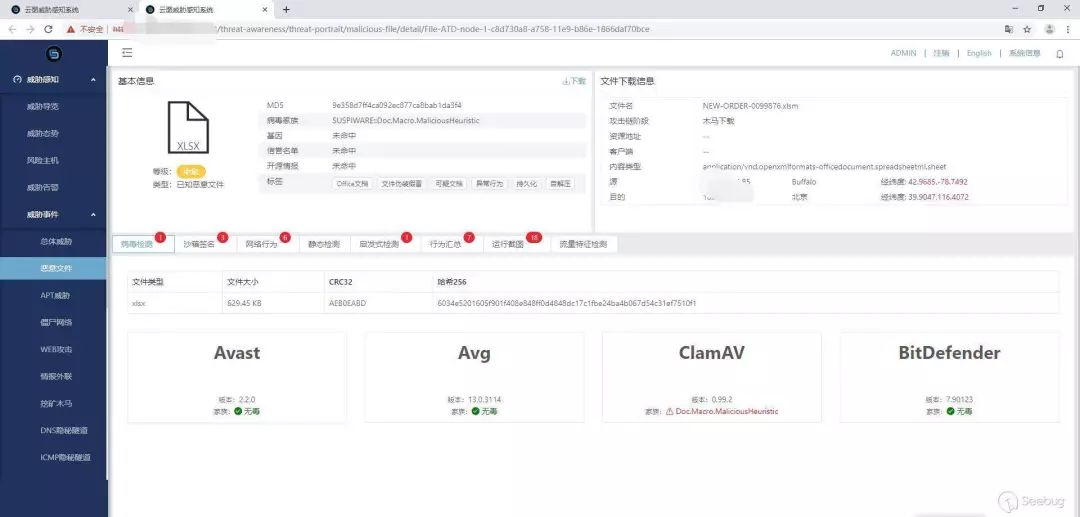 云图威胁感知系统
云图威胁感知系统
不安全
/threat-awareness/threat-portrait/malicious-file/detail/File-ATD-node-1-c8d730a8-a758-11e9-b86e-1866daf70bce
ADMIN | 注销 | English | 系统信息
威胁感知
威胁导览
威胁态势
风险主机
威胁告警
威胁事件
总体威胁
恶意文件
APT威胁
僵尸网络
WEB攻击
情报外联
挖矿木马
DNS隐秘隧道
ICMP隐秘隧道
基本信息
下载
XLSX
等级:
类型: 已知恶意文件
MD5 9e358d7ff4ca092ec877ca8bab1da3f4
病毒家族 SUSPIWARE::Doc.Macro.MaliciousHeuristic
基因 未命中
信誉名单 未命中
开源情报 未命中
标签 Office文档 文件伪装探测 可疑文档 异常行为 持久化 自解压
文件下载信息
文件名 NEW-ORDER-0099876.xlsm
攻击链阶段 木马下载
资源地址 --
客户端 --
内容类型 application/vnd.openxmlformats-officedocument.spreadsheetml.sheet
源 .85 Buffalo 经纬度: 42.9685,-78.7492
目的 北京 经纬度: 39.9047,116.4072
病毒检测 1
沙箱签名 3
网络行为 6
静态检测
启发式检测 1
行为汇总 7
运行截图 18
流量特征检测
文件类型 文件大小 CRC32 哈希256
xlsx 629.45 KB AEB0EABD 6034e5201605f901f408e848ff0d4848dc17c1fbe24ba4b067d54c31ef7510f1
Avast
版本: 2.2.0
家族: 无毒
Avg
版本: 13.0.3114
家族: 无毒
ClamAV
版本: 0.99.2
家族: Doc.Macro.MaliciousHeuristic
BitDefender
版本: 7.90123
家族: 无毒
Seebug